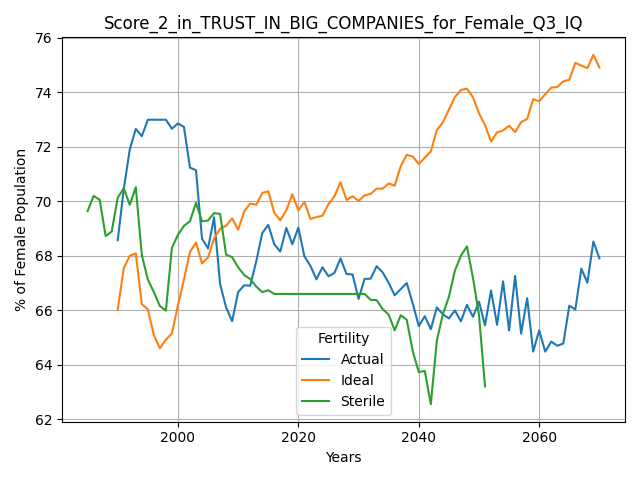 Score_2_in_TRUST_IN_BIG_COMPANIES_for_Female_Q3_IQ
76
74
72
70
68
66
64
62
% of Female Population
Fertility
Actual
Ideal
Sterile
2000 2020 2040 2060
Years